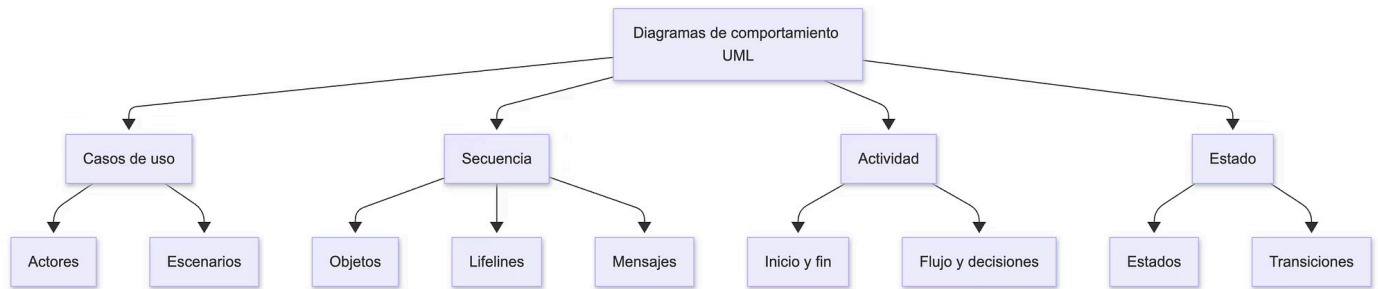 Diagramas de comportamiento
UML
Casos de uso
Secuencia
Actividad
Estado
Actores
Escenarios
Objetos
Lifelines
Mensajes
Inicio y fin
Flujo y decisiones
Estados
Transiciones